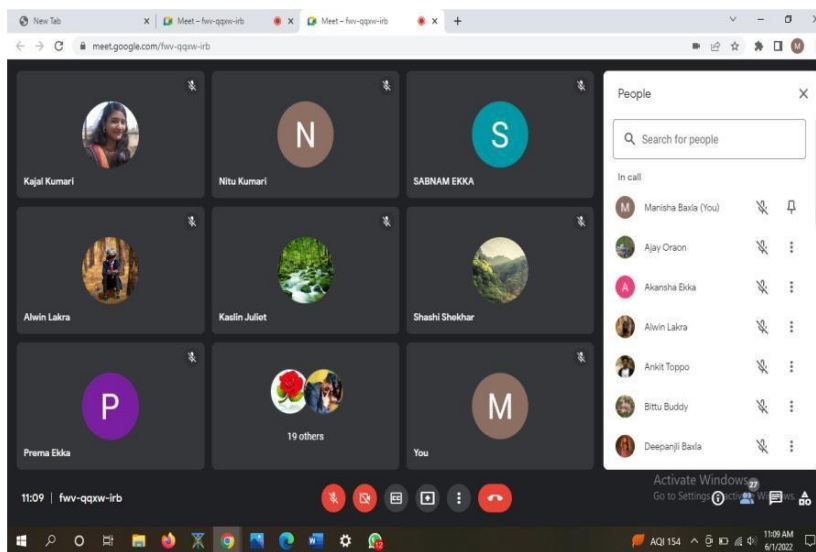 New Tab
Meet – fwv-qqxw-irb
Meet – fwv-qqxw-irb
meet.google.com/fwv-qqxw-irb
M
Kajal Kumari
N
Nitu Kumari
S
SABNAM EKKA
Alwin Lakra
Kaslin Juliet
Shashi Shekhar
P
Prema Ekka
19 others
M
You
People
Search for people
In call
M
Manisha Baxla (You)
Ajay Oraon
A
Akansha Ekka
Alwin Lakra
Ankit Toppo
Bittu Buddy
Deepanjli Baxla
Activate Windows
Go to Settings
27
11:09 | fwv-qqxw-irb
AQI 154
11:09 AM
6/1/2022